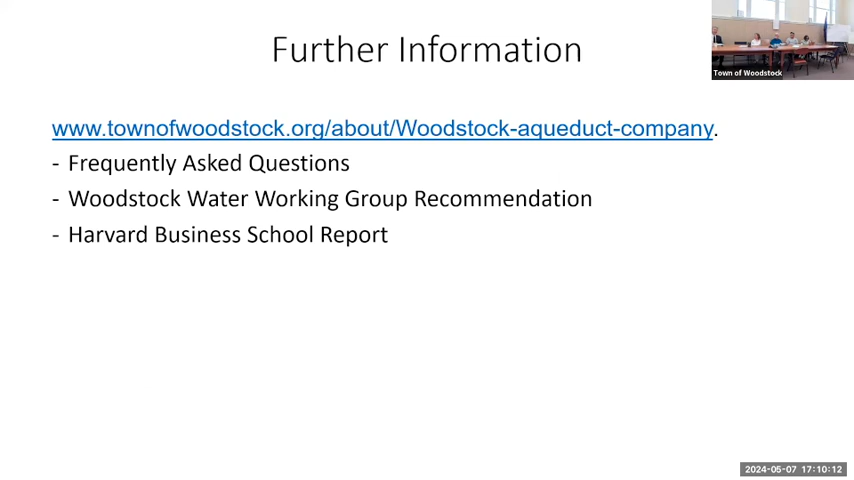 Further Information
Town of Woodstock
www.townofwoodstock.org/about/Woodstock-aqueduct-company.
- Frequently Asked Questions
- Woodstock Water Working Group Recommendation
- Harvard Business School Report
2024-05-07 17:10:12